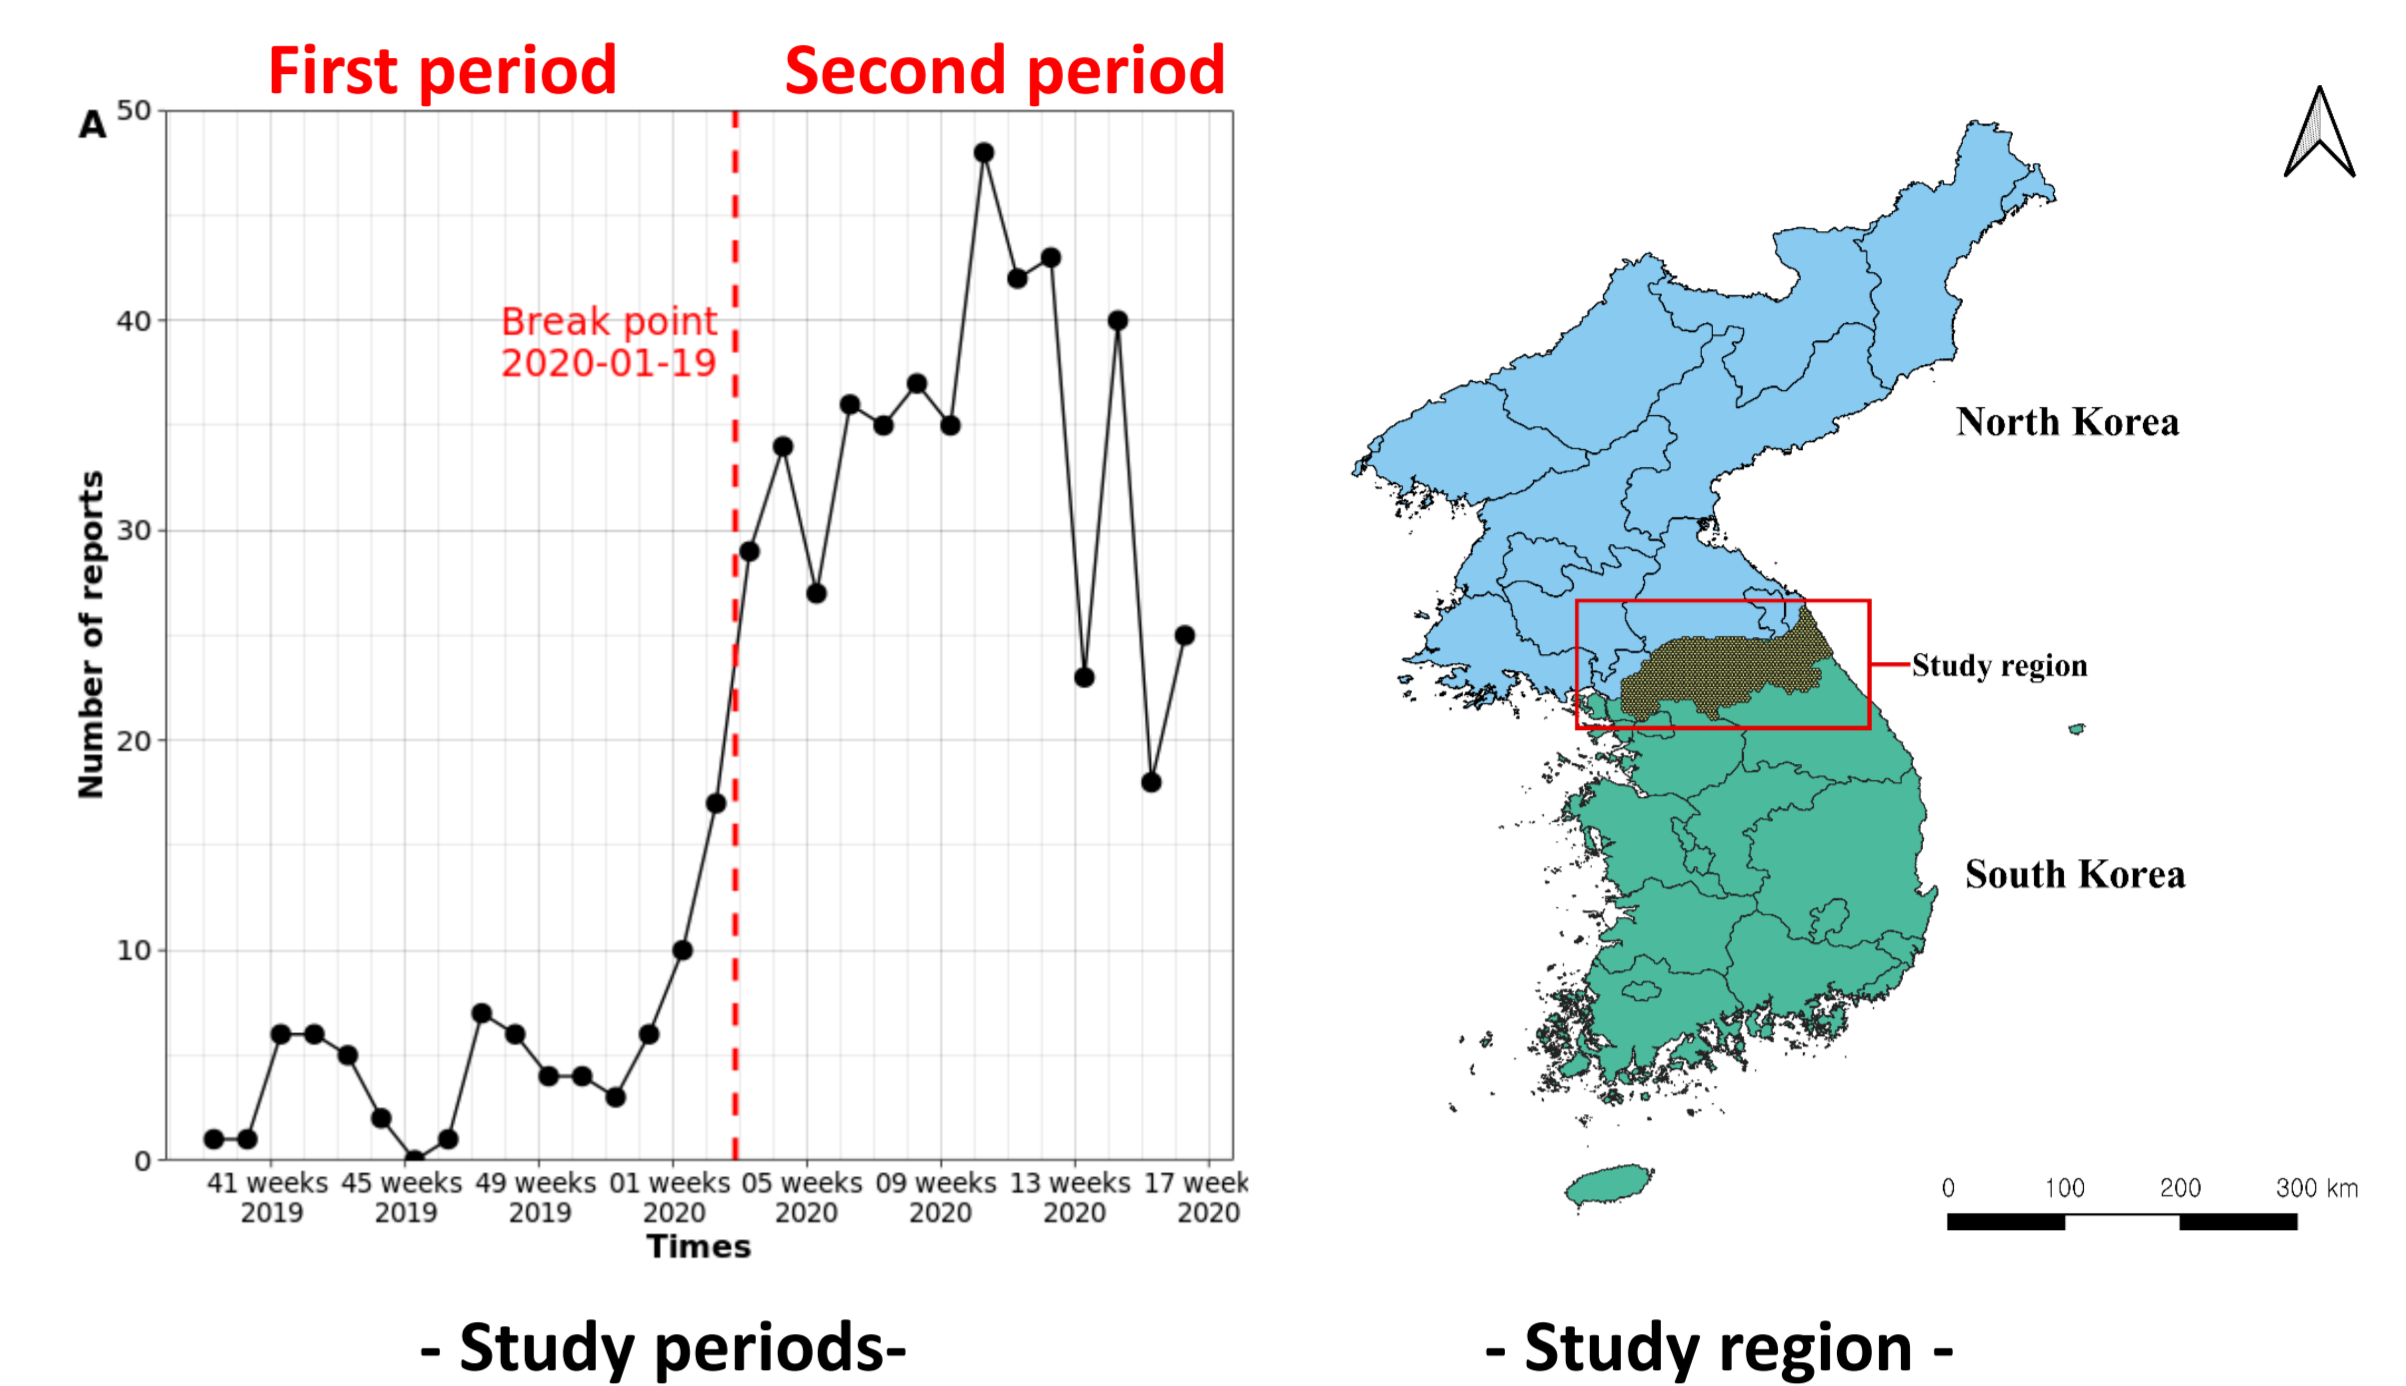 First period
Second period
A
50
40
30
20
10
0
Number of reports
Break point
2020-01-19
41 weeks 45 weeks 49 weeks 01 weeks 05 weeks 09 weeks 13 weeks 17 week
2019 2019 2019 2020 2020 2020 2020 2020
Times
- Study periods-
North Korea
Study region
South Korea
0 100 200 300 km
- Study region -